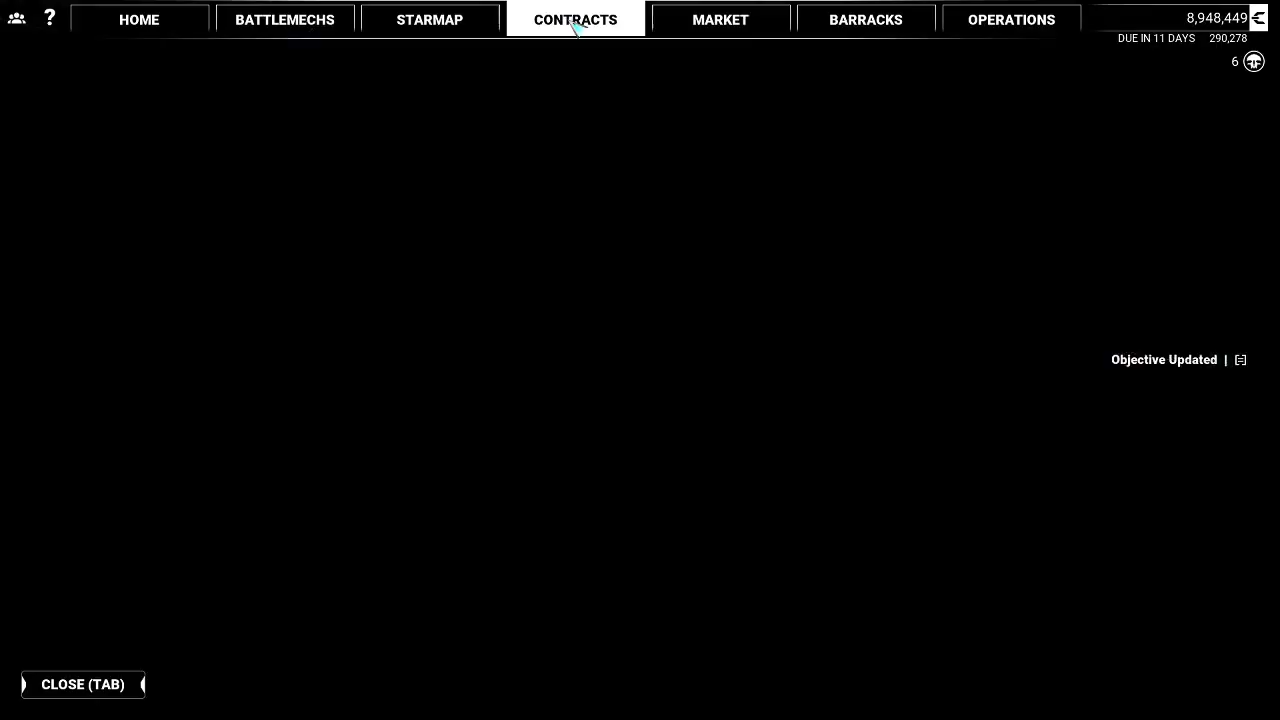 ? HOME BATTLEMECHS STARMAP CONTRACTS MARKET BARRACKS OPERATIONS 8,948,449
DUE IN 11 DAYS 290,278
6
Objective Updated |
CLOSE (TAB)